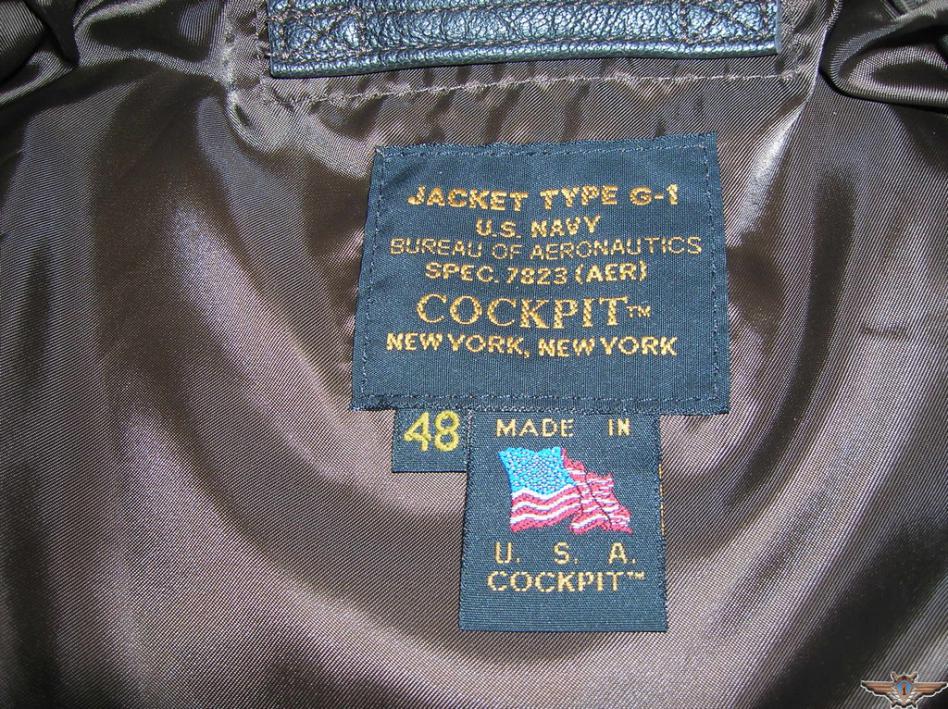 JACKET TYPE G-1
U.S. NAVY
BUREAU OF AERONAUTICS
SPEC. 7823 (AER)
COCKPIT™
NEW YORK, NEW YORK
48
MADE IN
U. S. A.
COCKPIT™